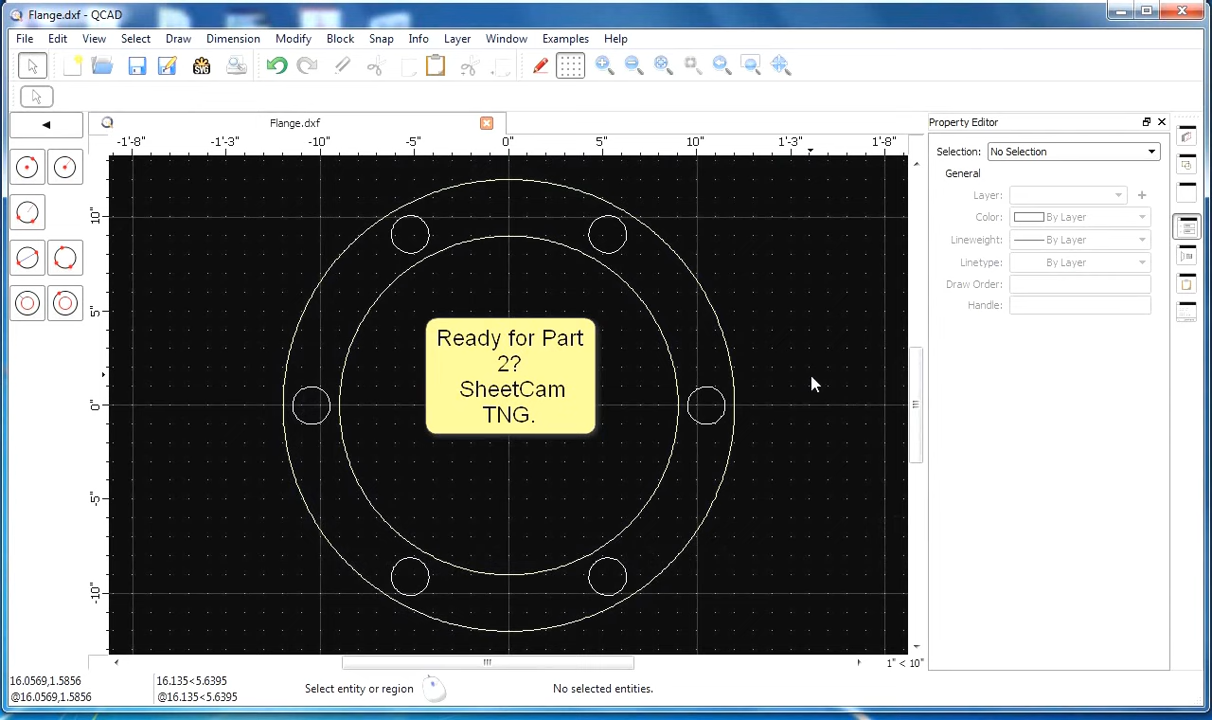 Flange.dxf - QCAD
File Edit View Select Draw Dimension Modify Block Snap Info Layer Window Examples Help
SVG
Flange.dxf
Property Editor
-1'-8" -1'-3" -10" -5" 0" 5" 10" 1'-3" 1'-8"
Selection: No Selection
General
Layer:
Color: By Layer
Lineweight: By Layer
Linetype: By Layer
Draw Order:
Handle:
10"
5"
0"
-5"
-10"
Ready for Part
2?
SheetCam
TNG.
1" < 10"
16.0569,1.5856 16.135<5.6395
@16.0569,1.5856 @16.135<5.6395
Select entity or region
No selected entities.